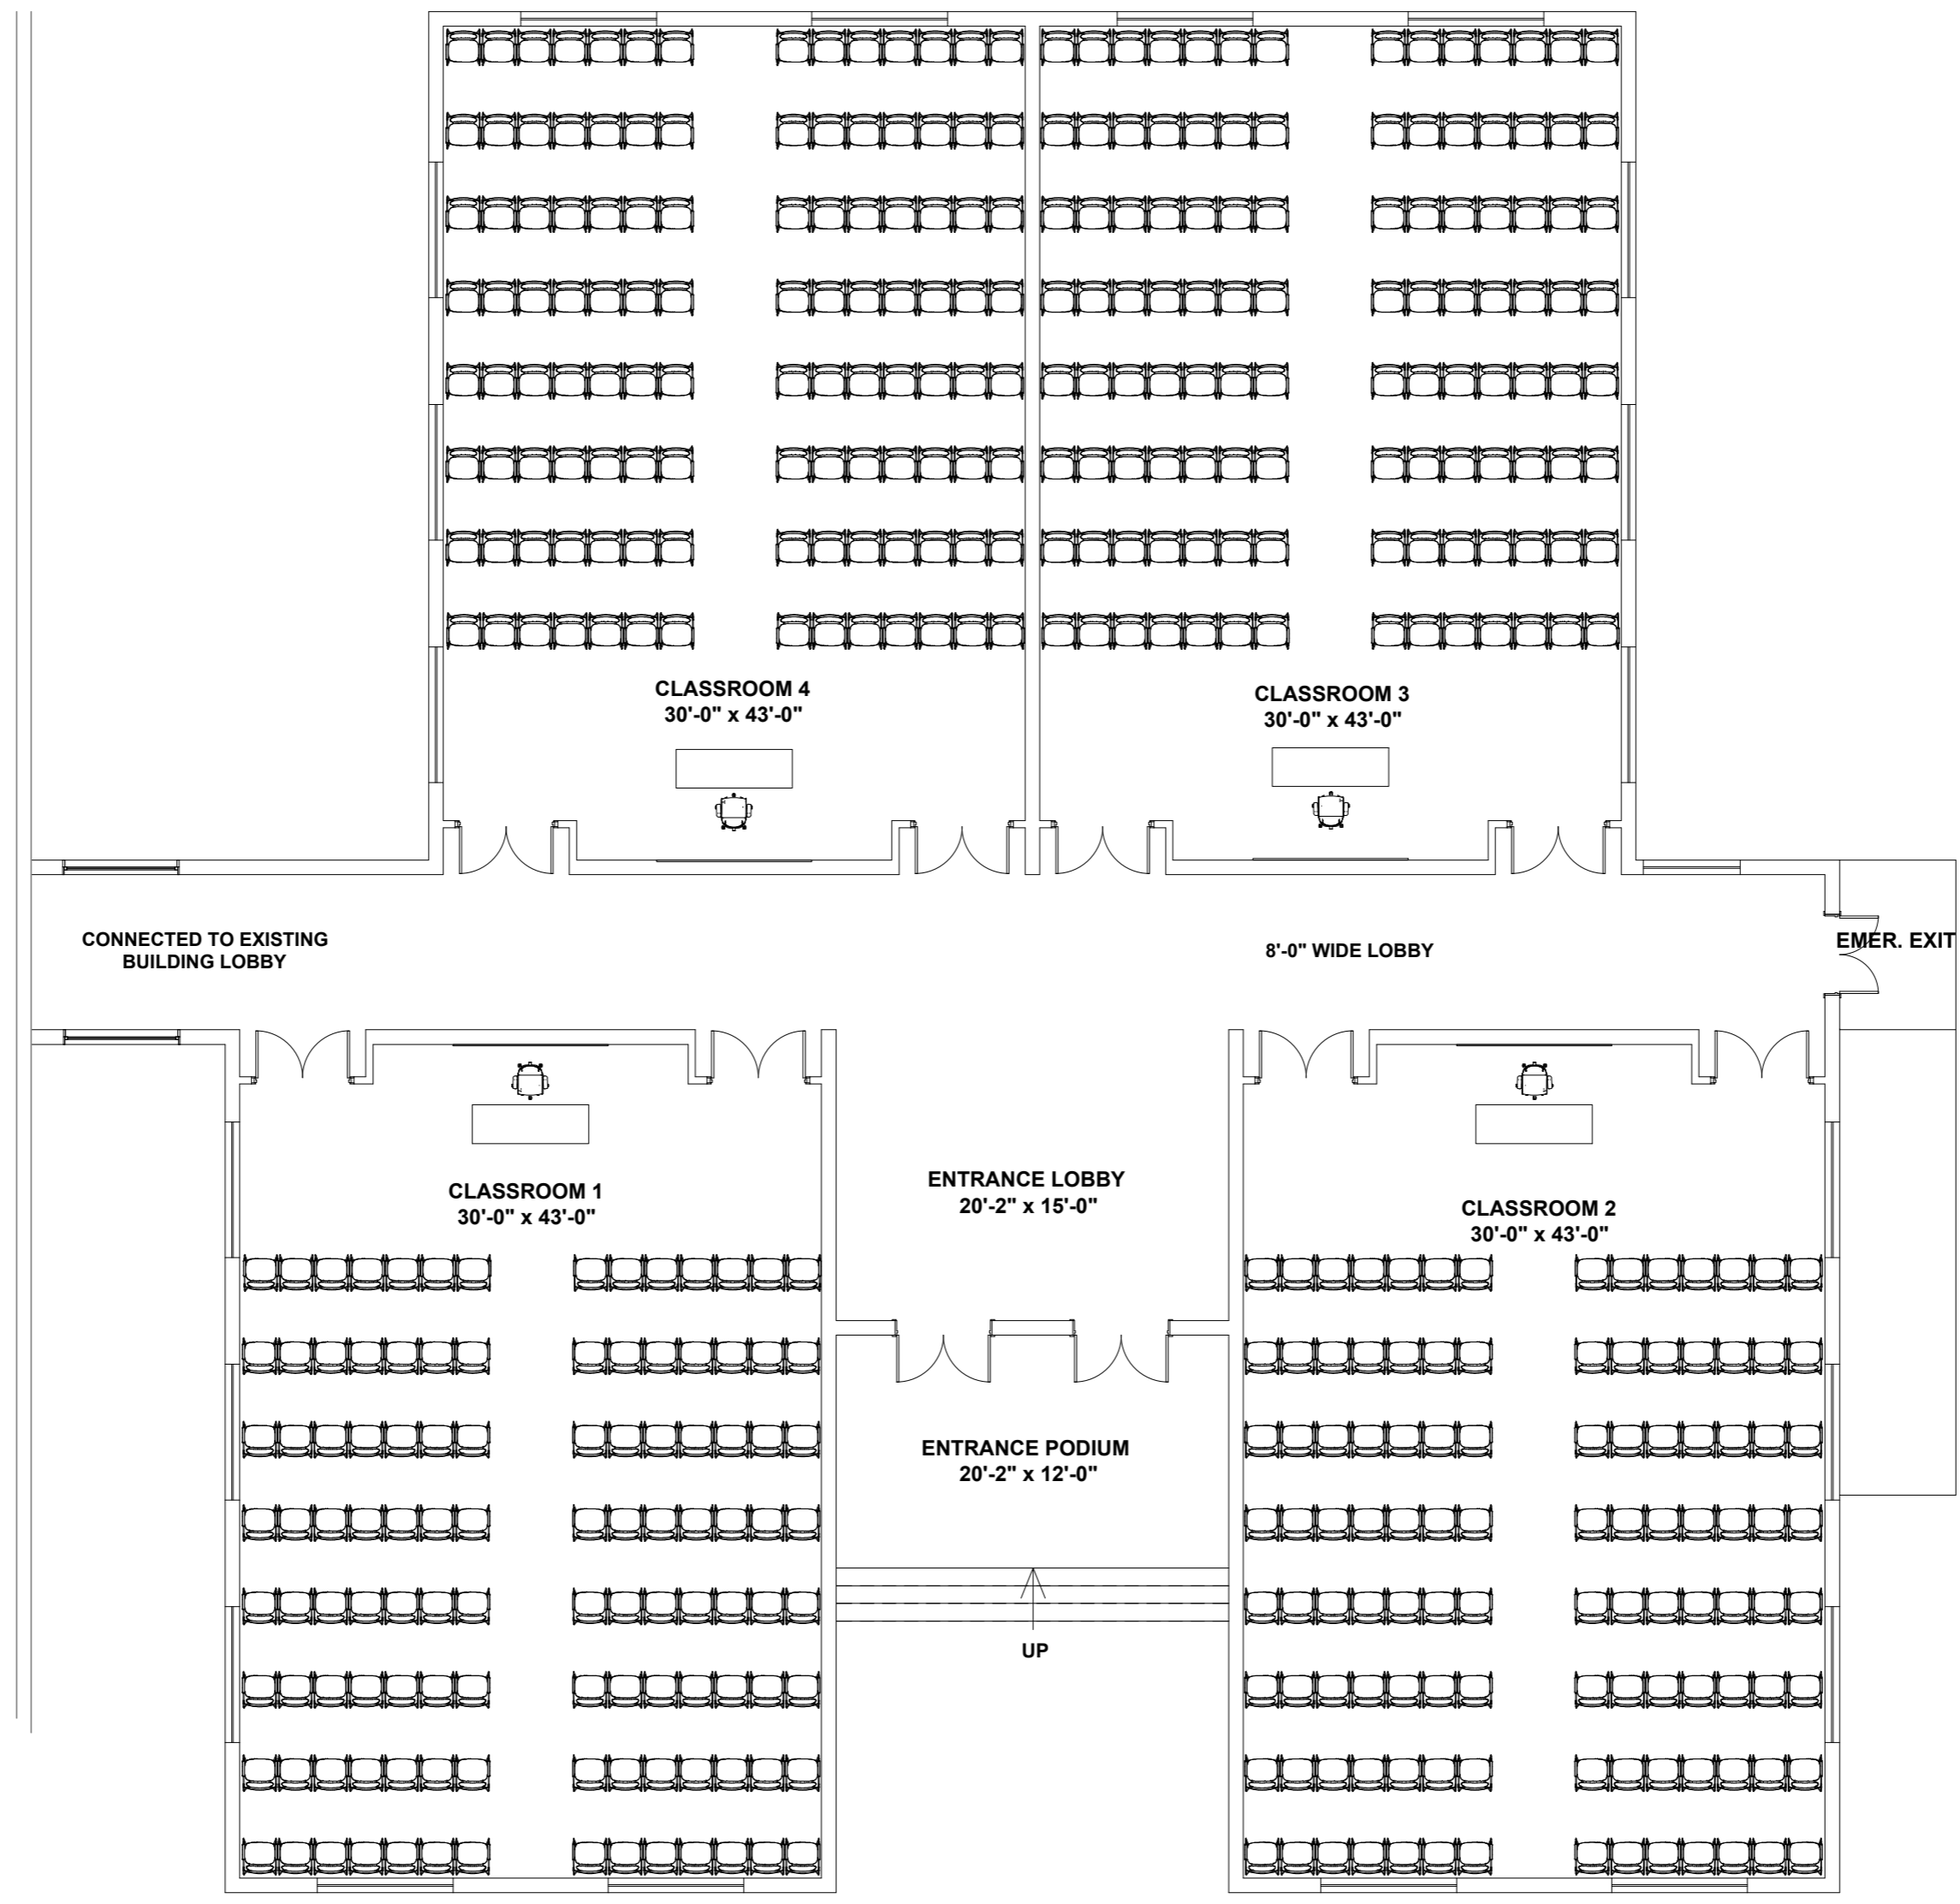 CLASSROOM 4
30'-0" x 43'-0"
CLASSROOM 3
30'-0" x 43'-0"
CONNECTED TO EXISTING
BUILDING LOBBY
8'-0" WIDE LOBBY
EMER. EXIT
CLASSROOM 1
30'-0" x 43'-0"
ENTRANCE LOBBY
20'-2" x 15'-0"
CLASSROOM 2
30'-0" x 43'-0"
ENTRANCE PODIUM
20'-2" x 12'-0"
UP